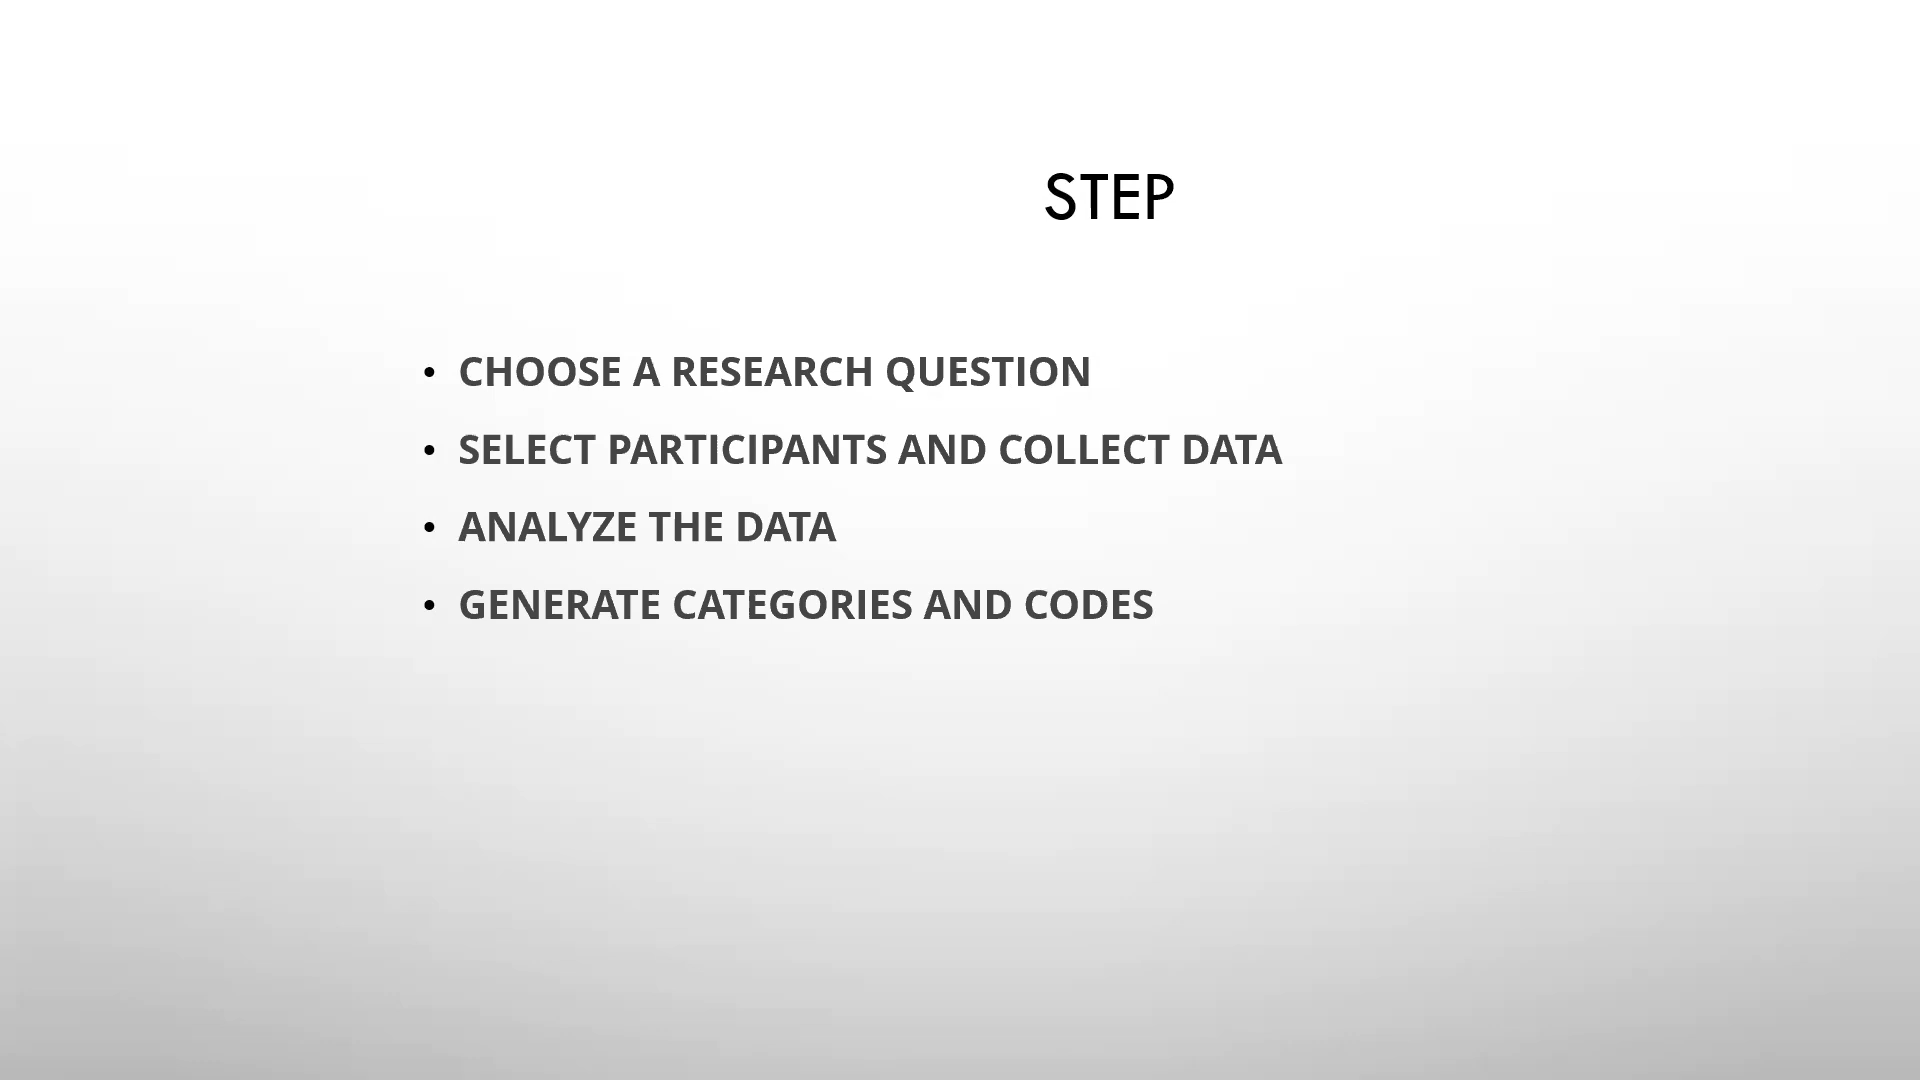 STEP
• CHOOSE A RESEARCH QUESTION
• SELECT PARTICIPANTS AND COLLECT DATA
• ANALYZE THE DATA
• GENERATE CATEGORIES AND CODES